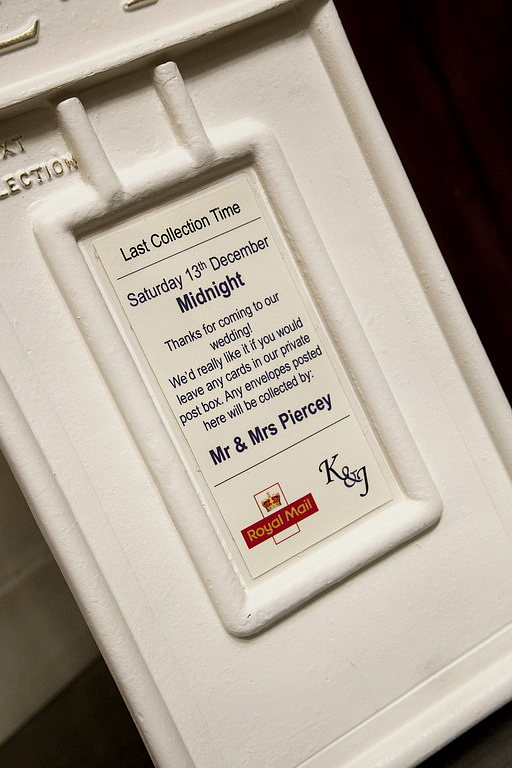 XT
LECTION
Last Collection Time
Saturday 13th December
Midnight
Thanks for coming to our
wedding!
We'd really like it if you would
leave any cards in our private
post box. Any envelopes posted
here will be collected by:
Mr & Mrs Piercey
K&J
Royal Mail